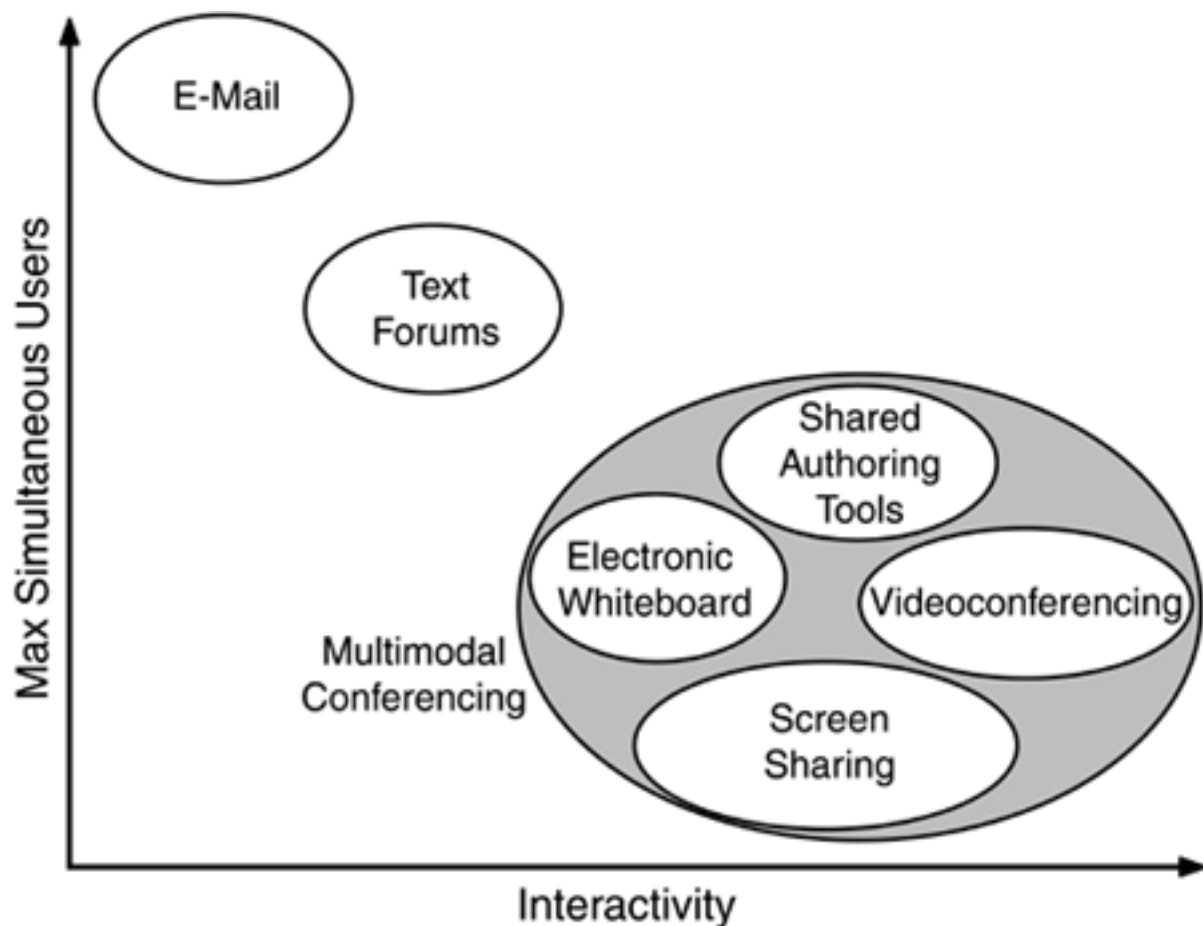 E-Mail
Text
Forums
Shared
Authoring
Tools
Electronic
Whiteboard
Videoconferencing
Multimodal
Conferencing
Screen
Sharing
Max Simultaneous Users
Interactivity